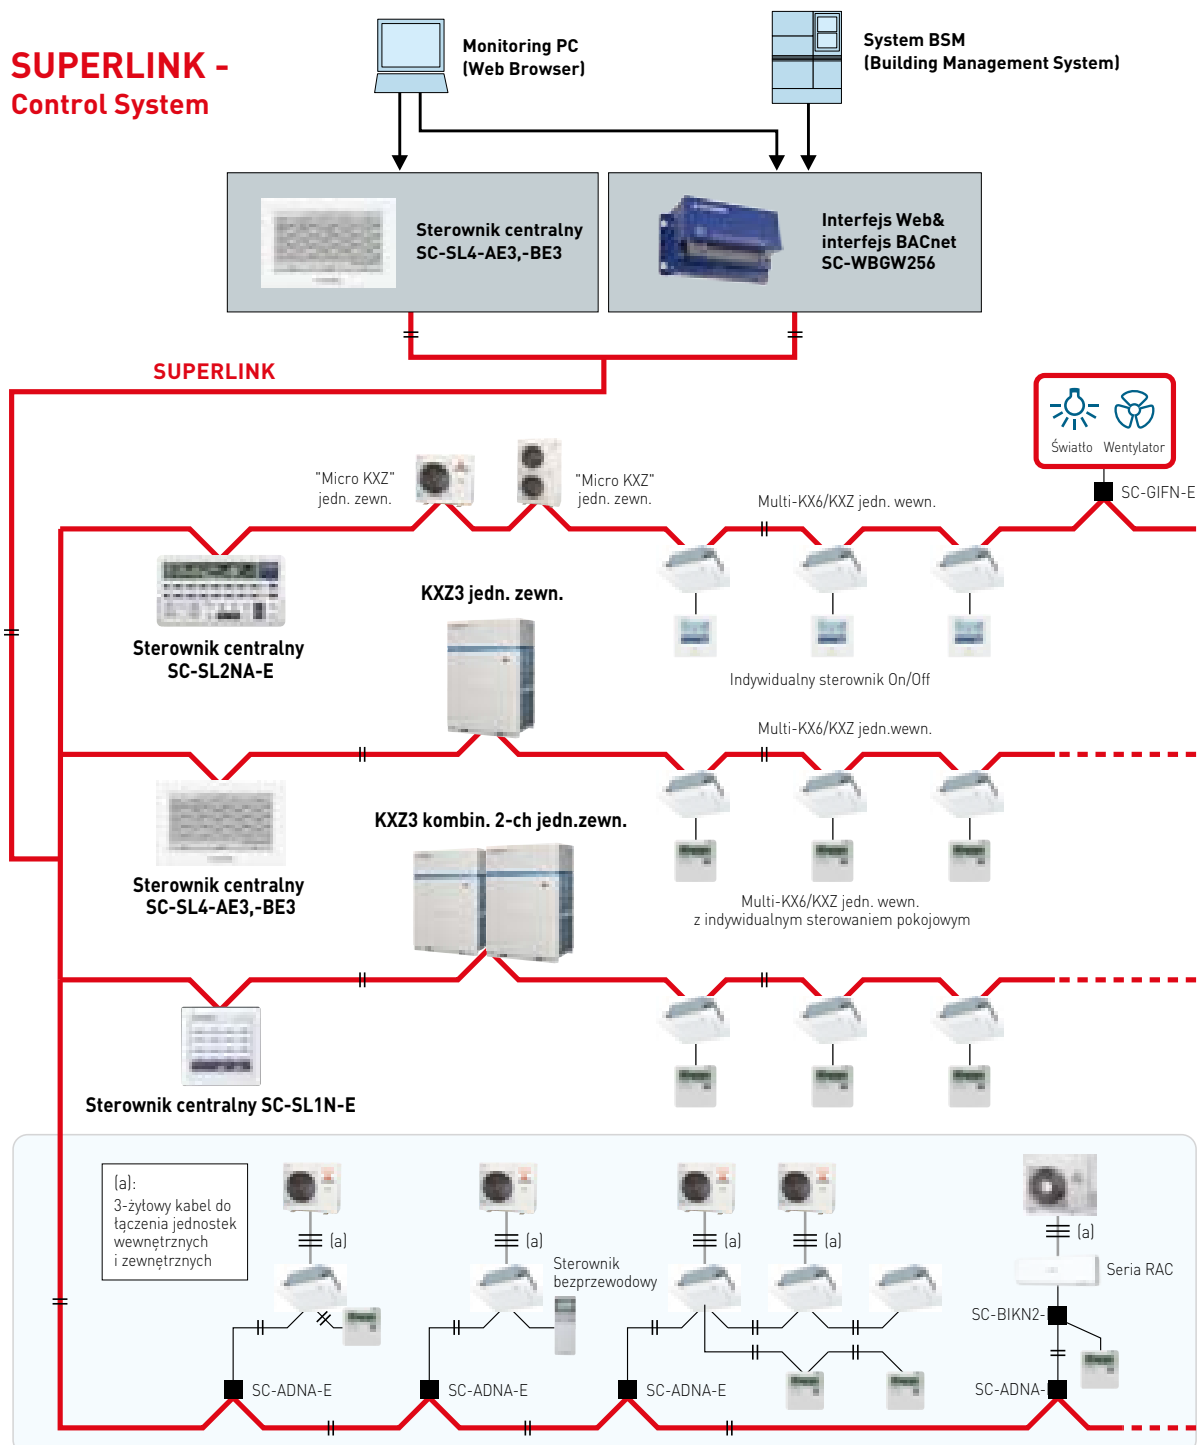 SUPERLINK -
Control System
Monitoring PC
(Web Browser)
System BSM
(Building Management System)
Sterownik centralny
SC-SL4-AE3,-BE3
Interfejs Web&
interfejs BACnet
SC-WBGW256
SUPERLINK
Światło Wentylator
SC-GIFN-E
"Micro KXZ"
jedn. zewn.
"Micro KXZ"
jedn. zewn.
Multi-KX6/KXZ jedn. wewn.
KXZ3 jedn. zewn.
Sterownik centralny
SC-SL2NA-E
Indywidualny sterownik On/Off
Multi-KX6/KXZ jedn.wewn.
KXZ3 kombin. 2-ch jedn.zewn.
Sterownik centralny
SC-SL4-AE3,-BE3
Multi-KX6/KXZ jedn. wewn.
z indywidualnym sterowaniem pokojowym
Sterownik centralny SC-SL1N-E
(a):
3-żyłowy kabel do
łączenia jednostek
wewnętrznych
i zewnętrznych
(a)
(a)
(a)
(a)
(a)
Sterownik
bezprzewodowy
Seria RAC
SC-BIKN2-
SC-ADNA-E
SC-ADNA-E
SC-ADNA-E
SC-ADNA-